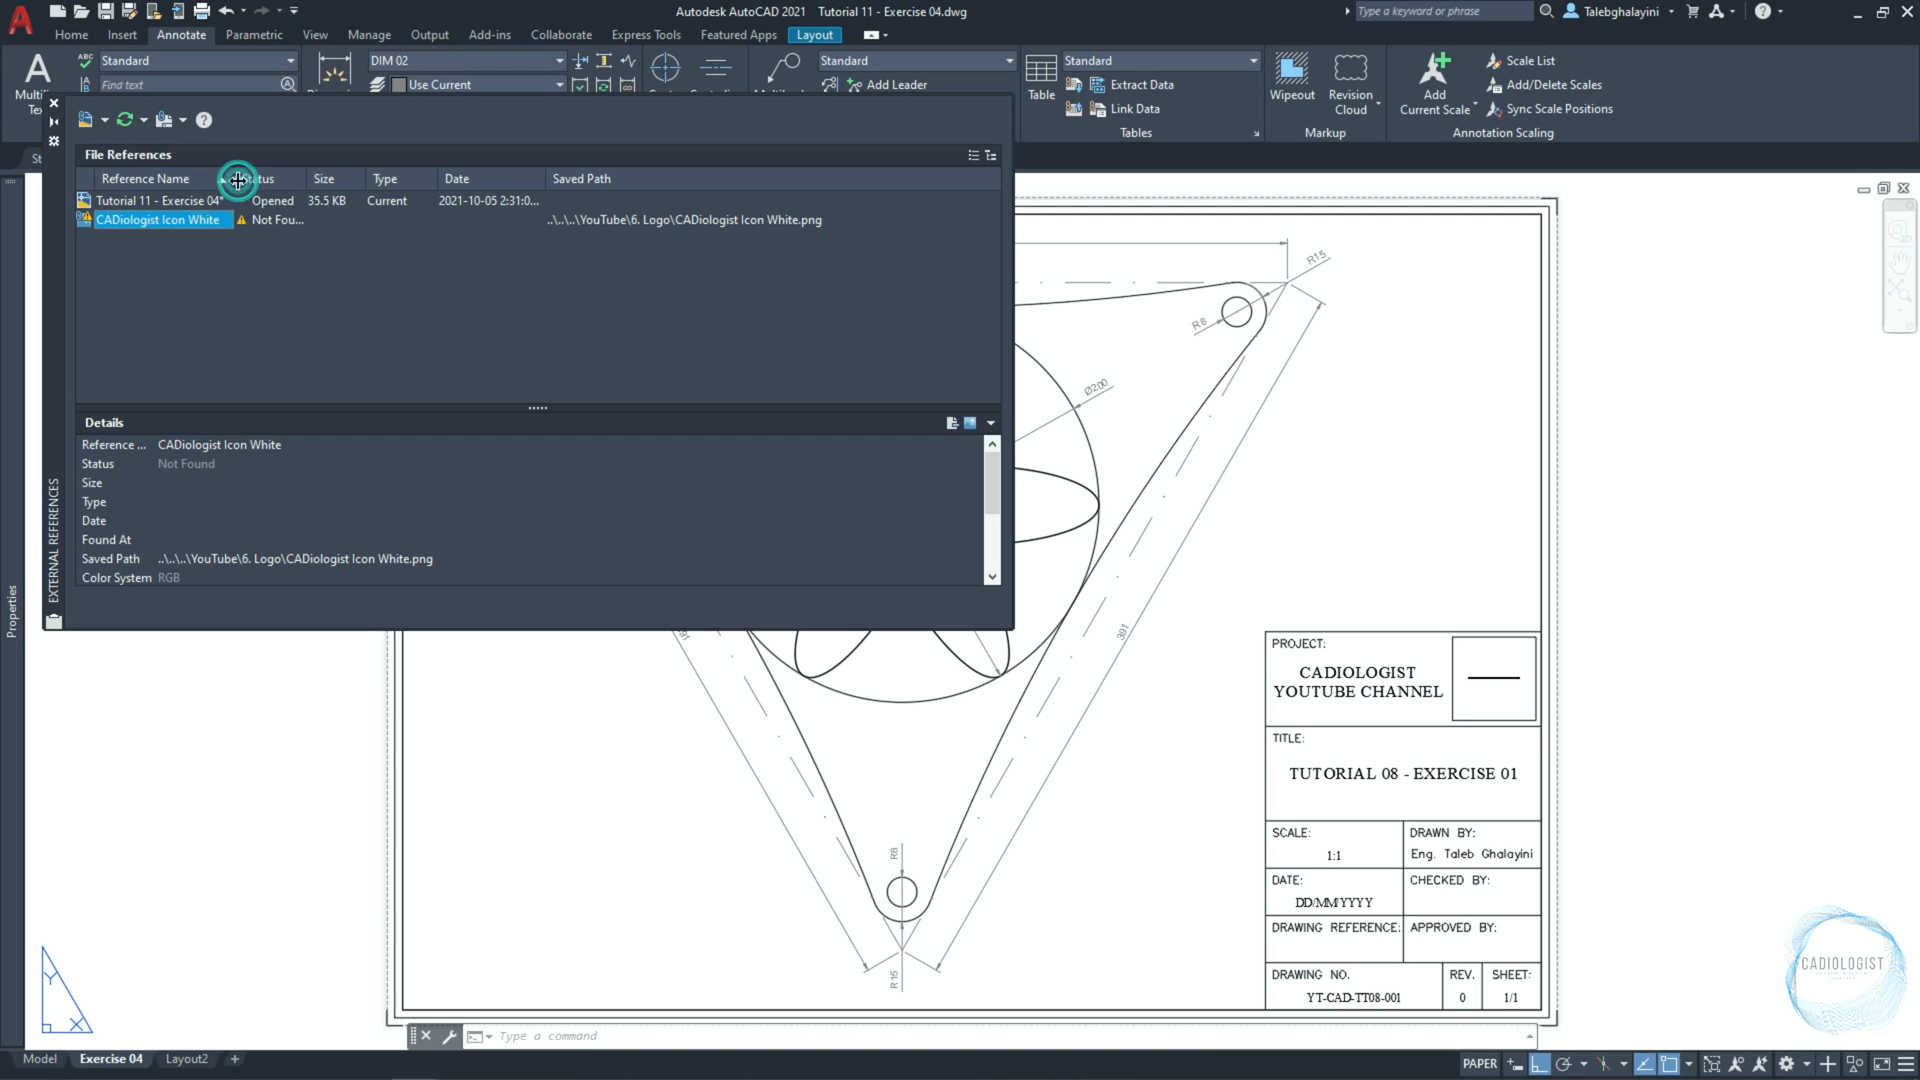 Autodesk AutoCAD 2021 Tutorial 11 - Exercise 04.dwg
Type a keyword or phrase
Talebghalayini
Home Insert Annotate Parametric View Manage Output Add-ins Collaborate Express Tools Featured Apps Layout
Standard
DIM 02
Standard
Standard
Scale List
Find text
Use Current
Add Leader
Extract Data
Add/Delete Scales
Table
Link Data
Wipeout
Revision Cloud
Add Current Scale
Sync Scale Positions
Tables
Markup
Annotation Scaling
File References
Reference Name Status Size Type Date Saved Path
Tutorial 11 - Exercise 04* Opened 35.5 KB Current 2021-10-05 2:31:0...
CADiologist Icon White Not Fou... ..\..\..\YouTube\6. Logo\CADiologist Icon White.png
Details
Reference ... CADiologist Icon White
Status Not Found
Size
Type
Date
Found At
Saved Path ..\..\..\YouTube\6. Logo\CADiologist Icon White.png
Color System RGB
EXTERNAL REFERENCES
Properties
R15
R8
Ø200
391
R8
R15
PROJECT:
CADIOLOGIST
YOUTUBE CHANNEL
TITLE:
TUTORIAL 08 - EXERCISE 01
SCALE:
1:1
DRAWN BY:
Eng. Taleb Ghalayini
DATE:
DD/MM/YYYY
CHECKED BY:
DRAWING REFERENCE:
APPROVED BY:
DRAWING NO.
YT-CAD-TT08-001
REV.
0
SHEET:
1/1
CADIOLOGIST
Y
X
Type a command
Model Exercise 04 Layout2 +
PAPER